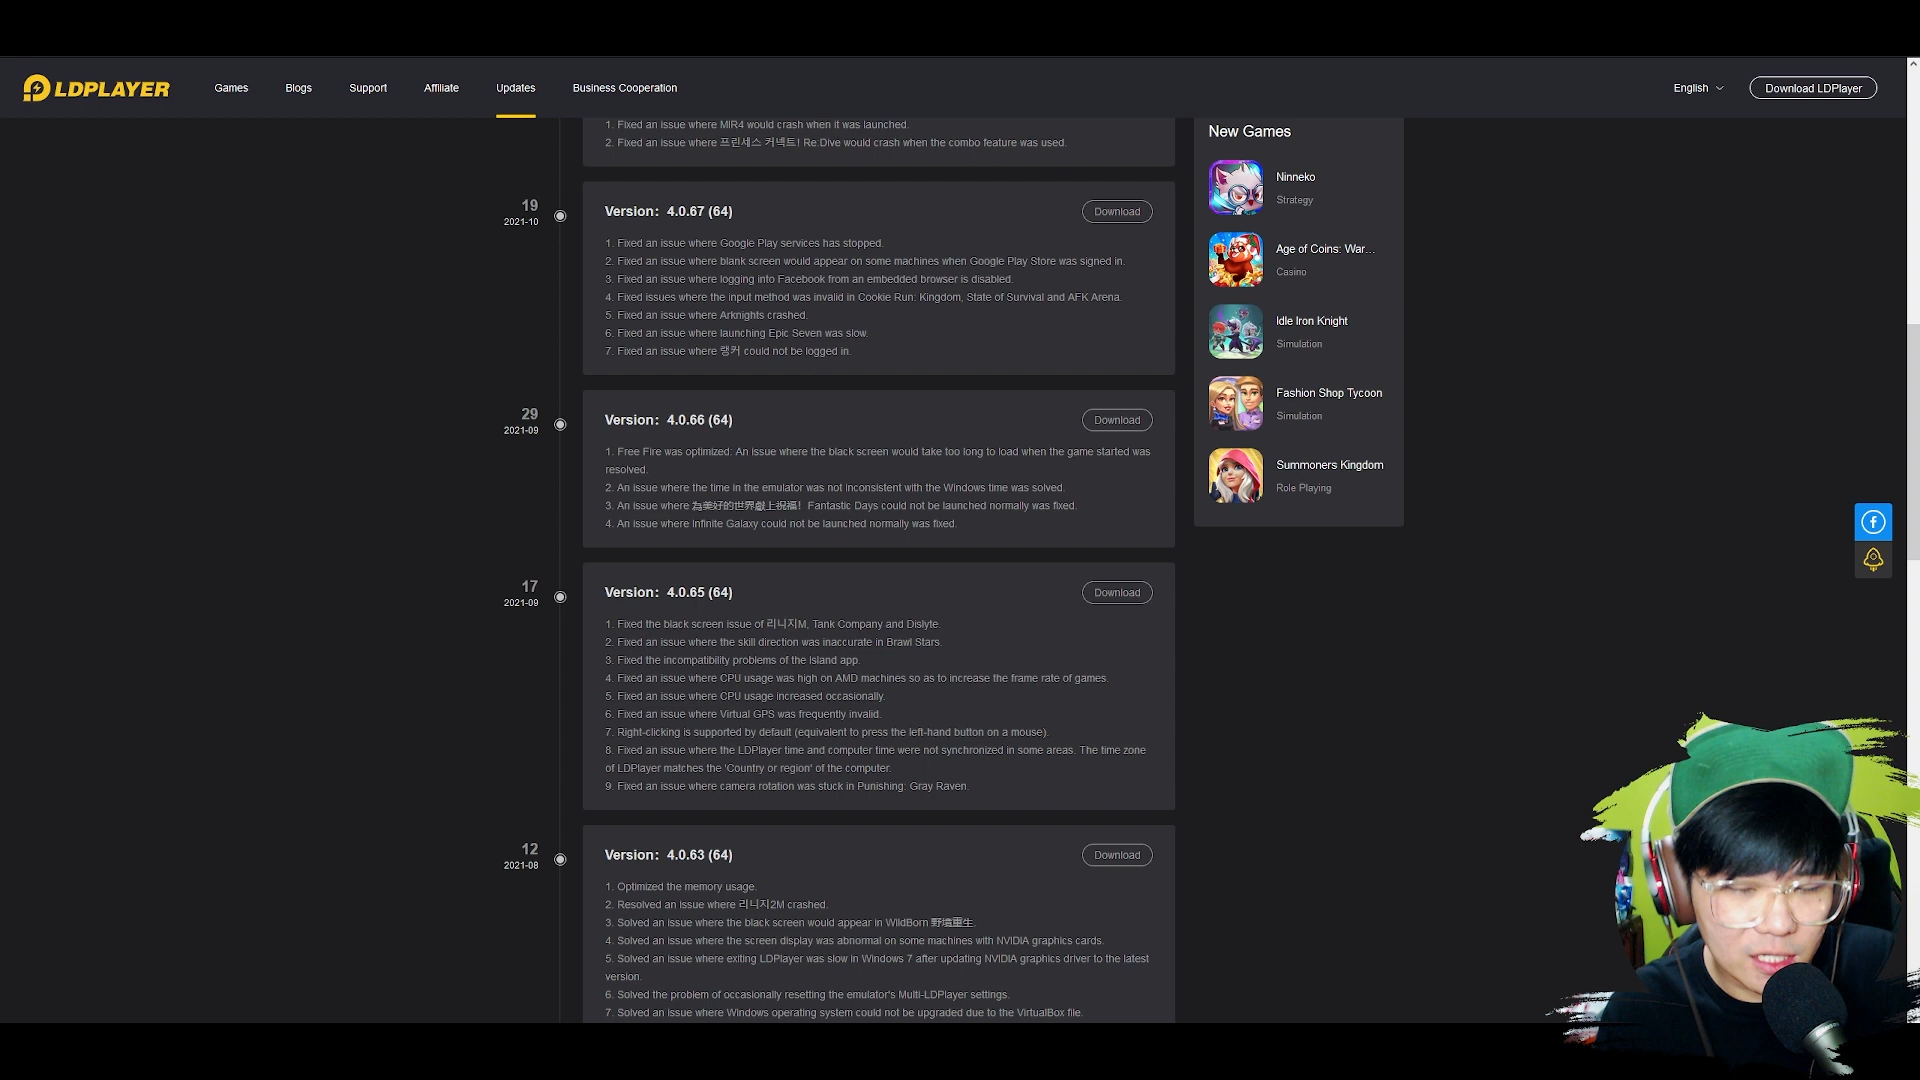 LDPLAYER
Games
Blogs
Support
Affiliate
Updates
Business Cooperation
English
Download LDPlayer
1. Fixed an issue where MIR4 would crash when it was launched.
2. Fixed an issue where 프린세스 커넥트! Re:Dive would crash when the combo feature was used.
19
2021-10
Version: 4.0.67 (64)
Download
1. Fixed an issue where Google Play services has stopped.
2. Fixed an issue where blank screen would appear on some machines when Google Play Store was signed in.
3. Fixed an issue where logging into Facebook from an embedded browser is disabled.
4. Fixed issues where the input method was invalid in Cookie Run: Kingdom, State of Survival and AFK Arena.
5. Fixed an issue where Arknights crashed.
6. Fixed an issue where launching Epic Seven was slow.
7. Fixed an issue where 랭커 could not be logged in.
29
2021-09
Version: 4.0.66 (64)
Download
1. Free Fire was optimized: An issue where the black screen would take too long to load when the game started was
resolved.
2. An issue where the time in the emulator was not inconsistent with the Windows time was solved.
3. An issue where 為美好的世界獻上祝福！Fantastic Days could not be launched normally was fixed.
4. An issue where Infinite Galaxy could not be launched normally was fixed.
17
2021-09
Version: 4.0.65 (64)
Download
1. Fixed the black screen issue of 리니지M, Tank Company and Dislyte.
2. Fixed an issue where the skill direction was inaccurate in Brawl Stars.
3. Fixed the incompatibility problems of the Island app.
4. Fixed an issue where CPU usage was high on AMD machines so as to increase the frame rate of games.
5. Fixed an issue where CPU usage increased occasionally.
6. Fixed an issue where Virtual GPS was frequently invalid.
7. Right-clicking is supported by default (equivalent to press the left-hand button on a mouse).
8. Fixed an issue where the LDPlayer time and computer time were not synchronized in some areas. The time zone
of LDPlayer matches the 'Country or region' of the computer.
9. Fixed an issue where camera rotation was stuck in Punishing: Gray Raven.
12
2021-08
Version: 4.0.63 (64)
Download
1. Optimized the memory usage.
2. Resolved an issue where 리니지2M crashed.
3. Solved an issue where the black screen would appear in WildBorn 野境重生.
4. Solved an issue where the screen display was abnormal on some machines with NVIDIA graphics cards.
5. Solved an issue where exiting LDPlayer was slow in Windows 7 after updating NVIDIA graphics driver to the latest
version.
6. Solved the problem of occasionally resetting the emulator's Multi-LDPlayer settings.
7. Solved an issue where Windows operating system could not be upgraded due to the VirtualBox file.
New Games
Ninneko
Strategy
Age of Coins: War...
Casino
Idle Iron Knight
Simulation
Fashion Shop Tycoon
Simulation
Summoners Kingdom
Role Playing